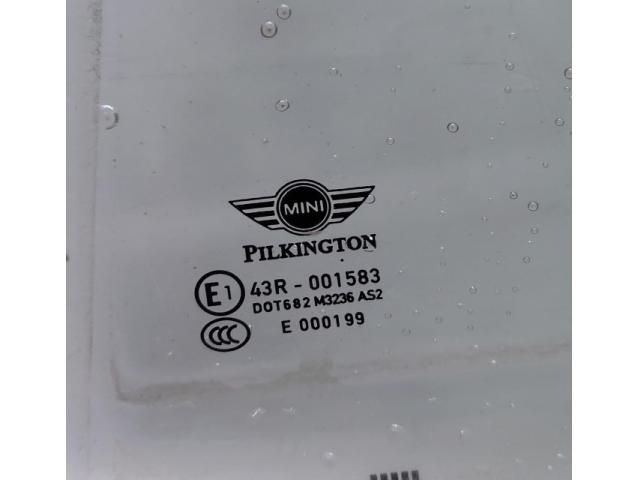 MINI
PILKINGTON
E1 43R - 001583
DOT682 M3236 AS2
CCC E 000199